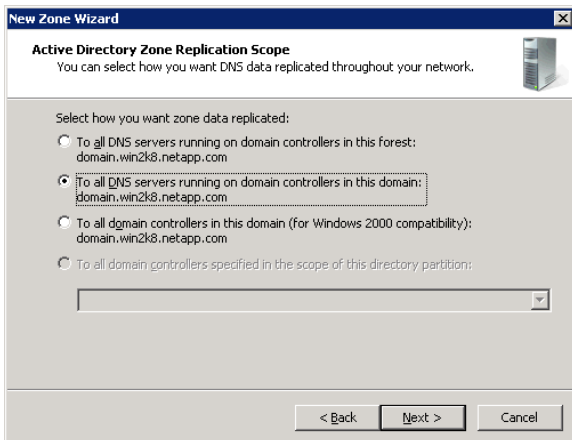 New Zone Wizard
Active Directory Zone Replication Scope
You can select how you want DNS data replicated throughout your network.
Select how you want zone data replicated:
To all DNS servers running on domain controllers in this forest:
domain.win2k8.netapp.com
To all DNS servers running on domain controllers in this domain:
domain.win2k8.netapp.com
To all domain controllers in this domain (for Windows 2000 compatibility):
domain.win2k8.netapp.com
To all domain controllers specified in the scope of this directory partition:
< Back
Next >
Cancel